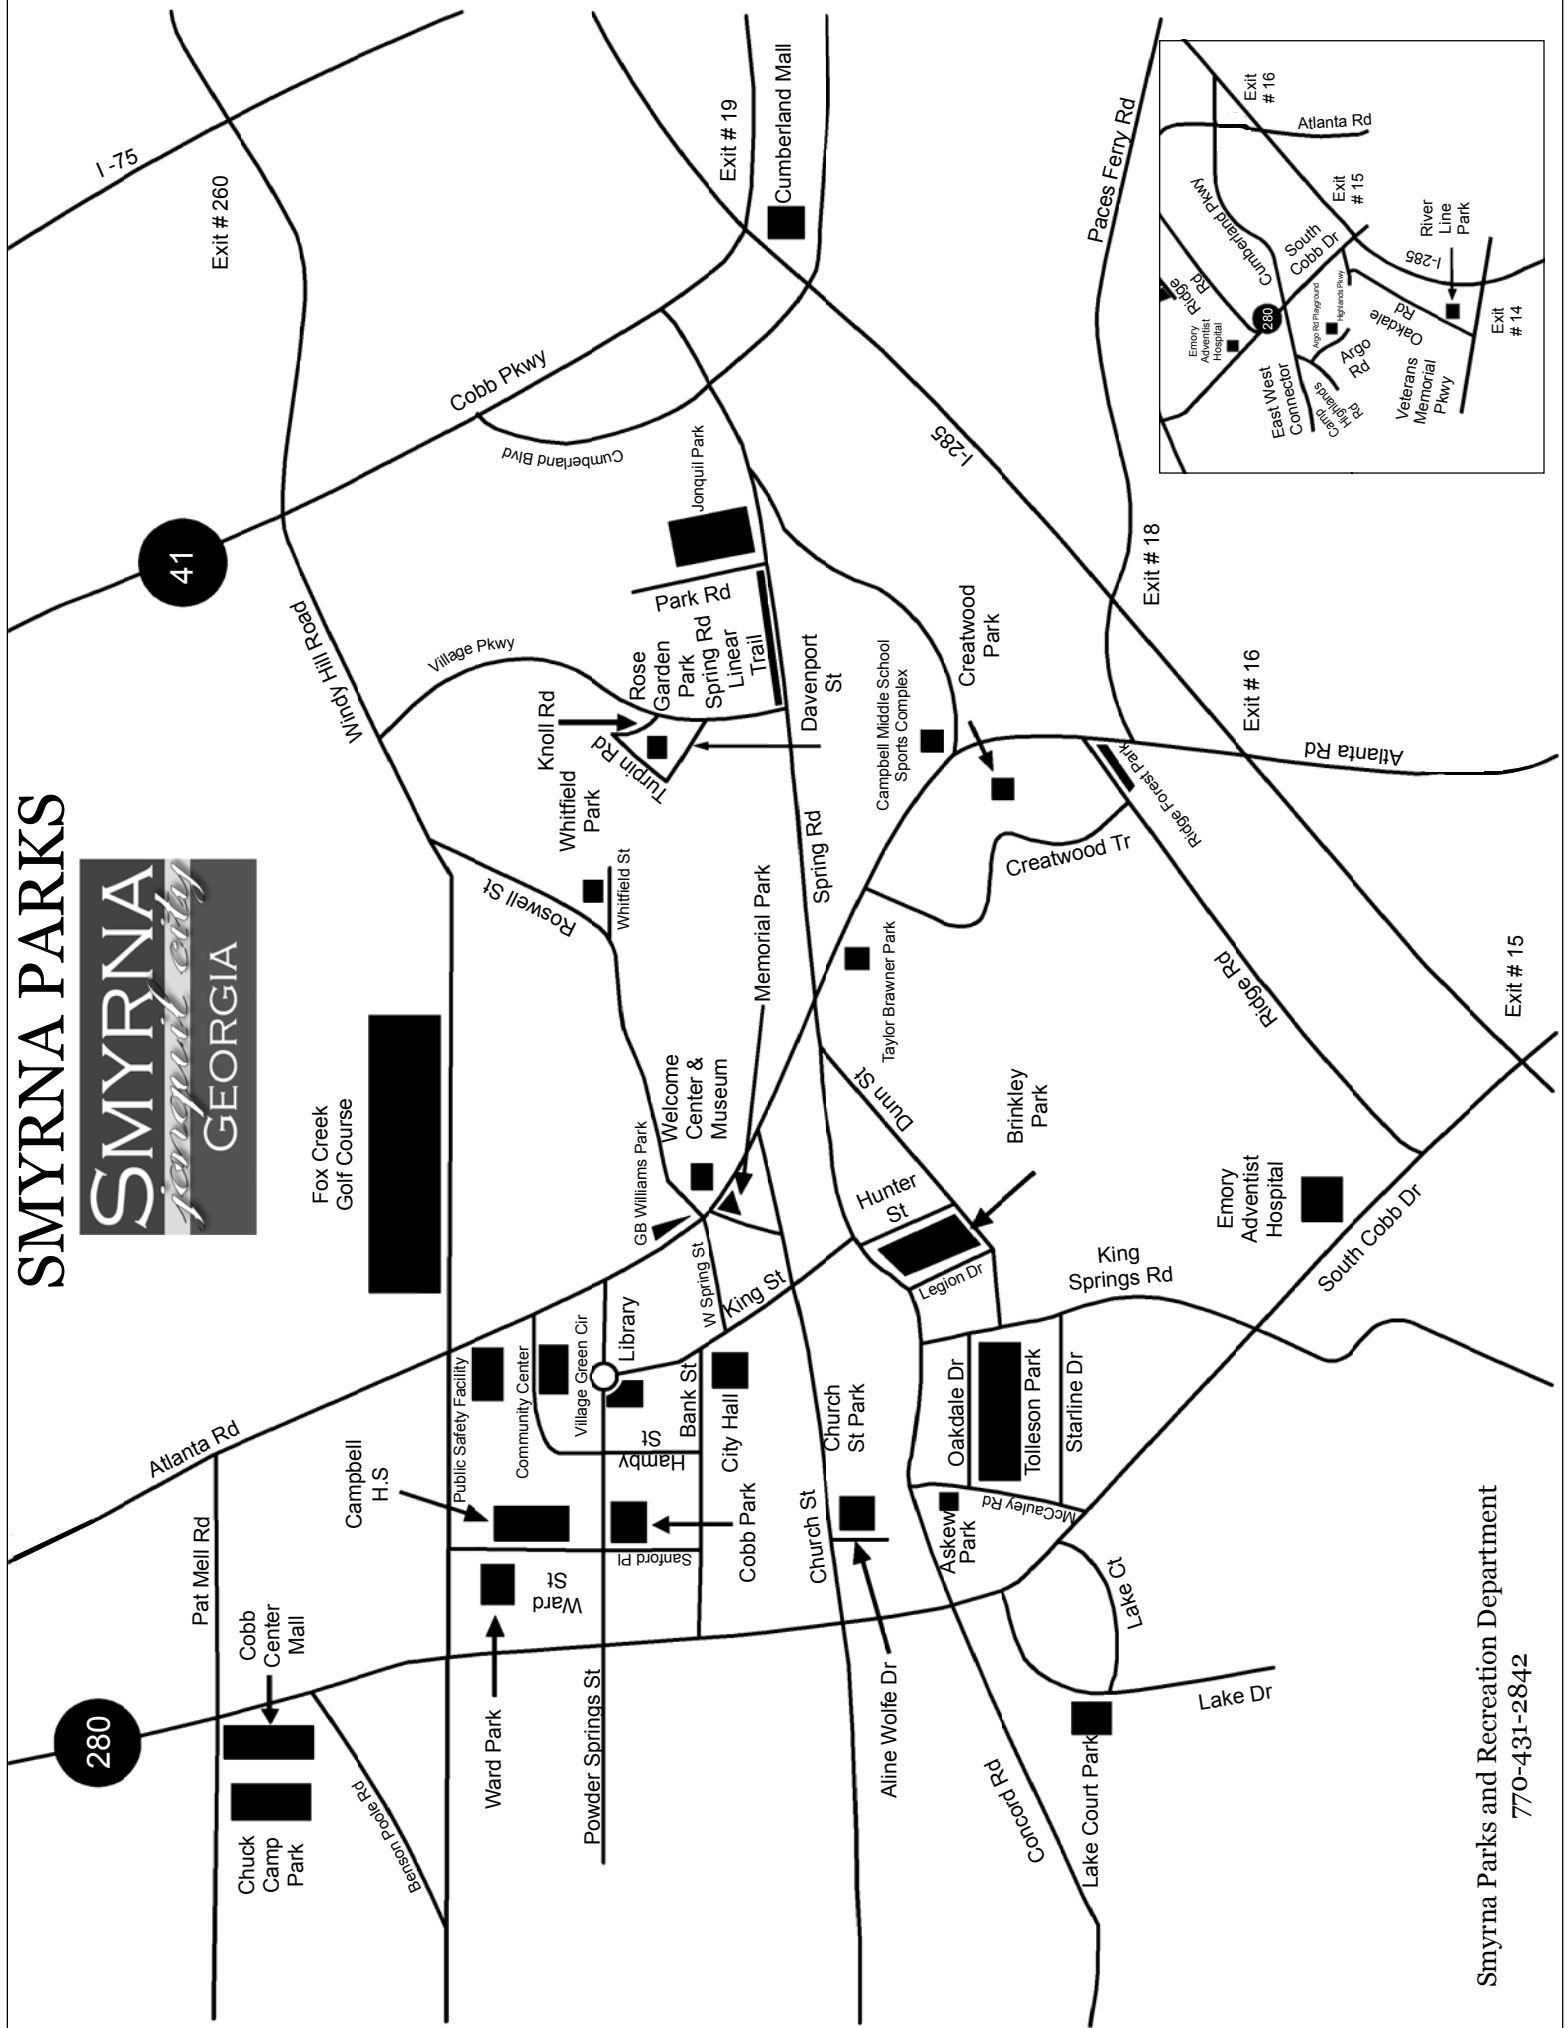 SMYRNA PARKS
SMYRNA
jonquil city
GEORGIA
280
Chuck
Camp
Park
Cobb
Center
Mall
Pat Mell Rd
Benson Poole Rd
Atlanta Rd
Campbell
H.S
Fox Creek
Golf Course
Windy Hill Road
41
Exit # 260
I -75
Cobb Pkwy
Cumberland Blvd
Exit # 19
Cumberland Mall
Ward Park
Ward
St
Public Safety Facility
Community Center
Village Green Cir
Library
Hamby
St
Sanford Pl
Bank St
City Hall
Cobb Park
Powder Springs St
Roswell St
Whitfield
Park
Whitfield St
Knoll Rd
Turpin Rd
Village Pkwy
Rose
Garden
Park
Spring Rd
Linear
Trail
Park Rd
Jonquil Park
Davenport
St
GB Williams Park
Welcome
Center &
Museum
Memorial Park
W Spring St
King St
Spring Rd
Church St
Church
St Park
Aline Wolfe Dr
Taylor Brawner Park
Campbell Middle School
Sports Complex
Creatwood
Park
Creatwood Tr
Dunn St
Hunter
St
Legion Dr
Brinkley
Park
Oakdale Dr
Tolleson Park
Starline Dr
McCauley Rd
Askew
Park
King
Springs Rd
Concord Rd
Lake Court Park
Lake Ct
Lake Dr
Emory
Adventist
Hospital
South Cobb Dr
Ridge Rd
Ridge Forest Park
Atlanta Rd
I-285
Exit # 18
Exit # 16
Exit # 15
Paces Ferry Rd
Emory
Adventist
Hospital
Ridge
Rd
Cumberland Pkwy
280
South
Cobb Dr
East West
Connector
Camp
Highlands
Rd
Argo Rd Playground
Highlands Pkwy
Argo
Rd
Oakdale
Rd
Veterans
Memorial
Pkwy
I-285
River
Line
Park
Exit
# 14
Exit
# 15
Exit
# 16
Atlanta Rd
Smyrna Parks and Recreation Department
770-431-2842